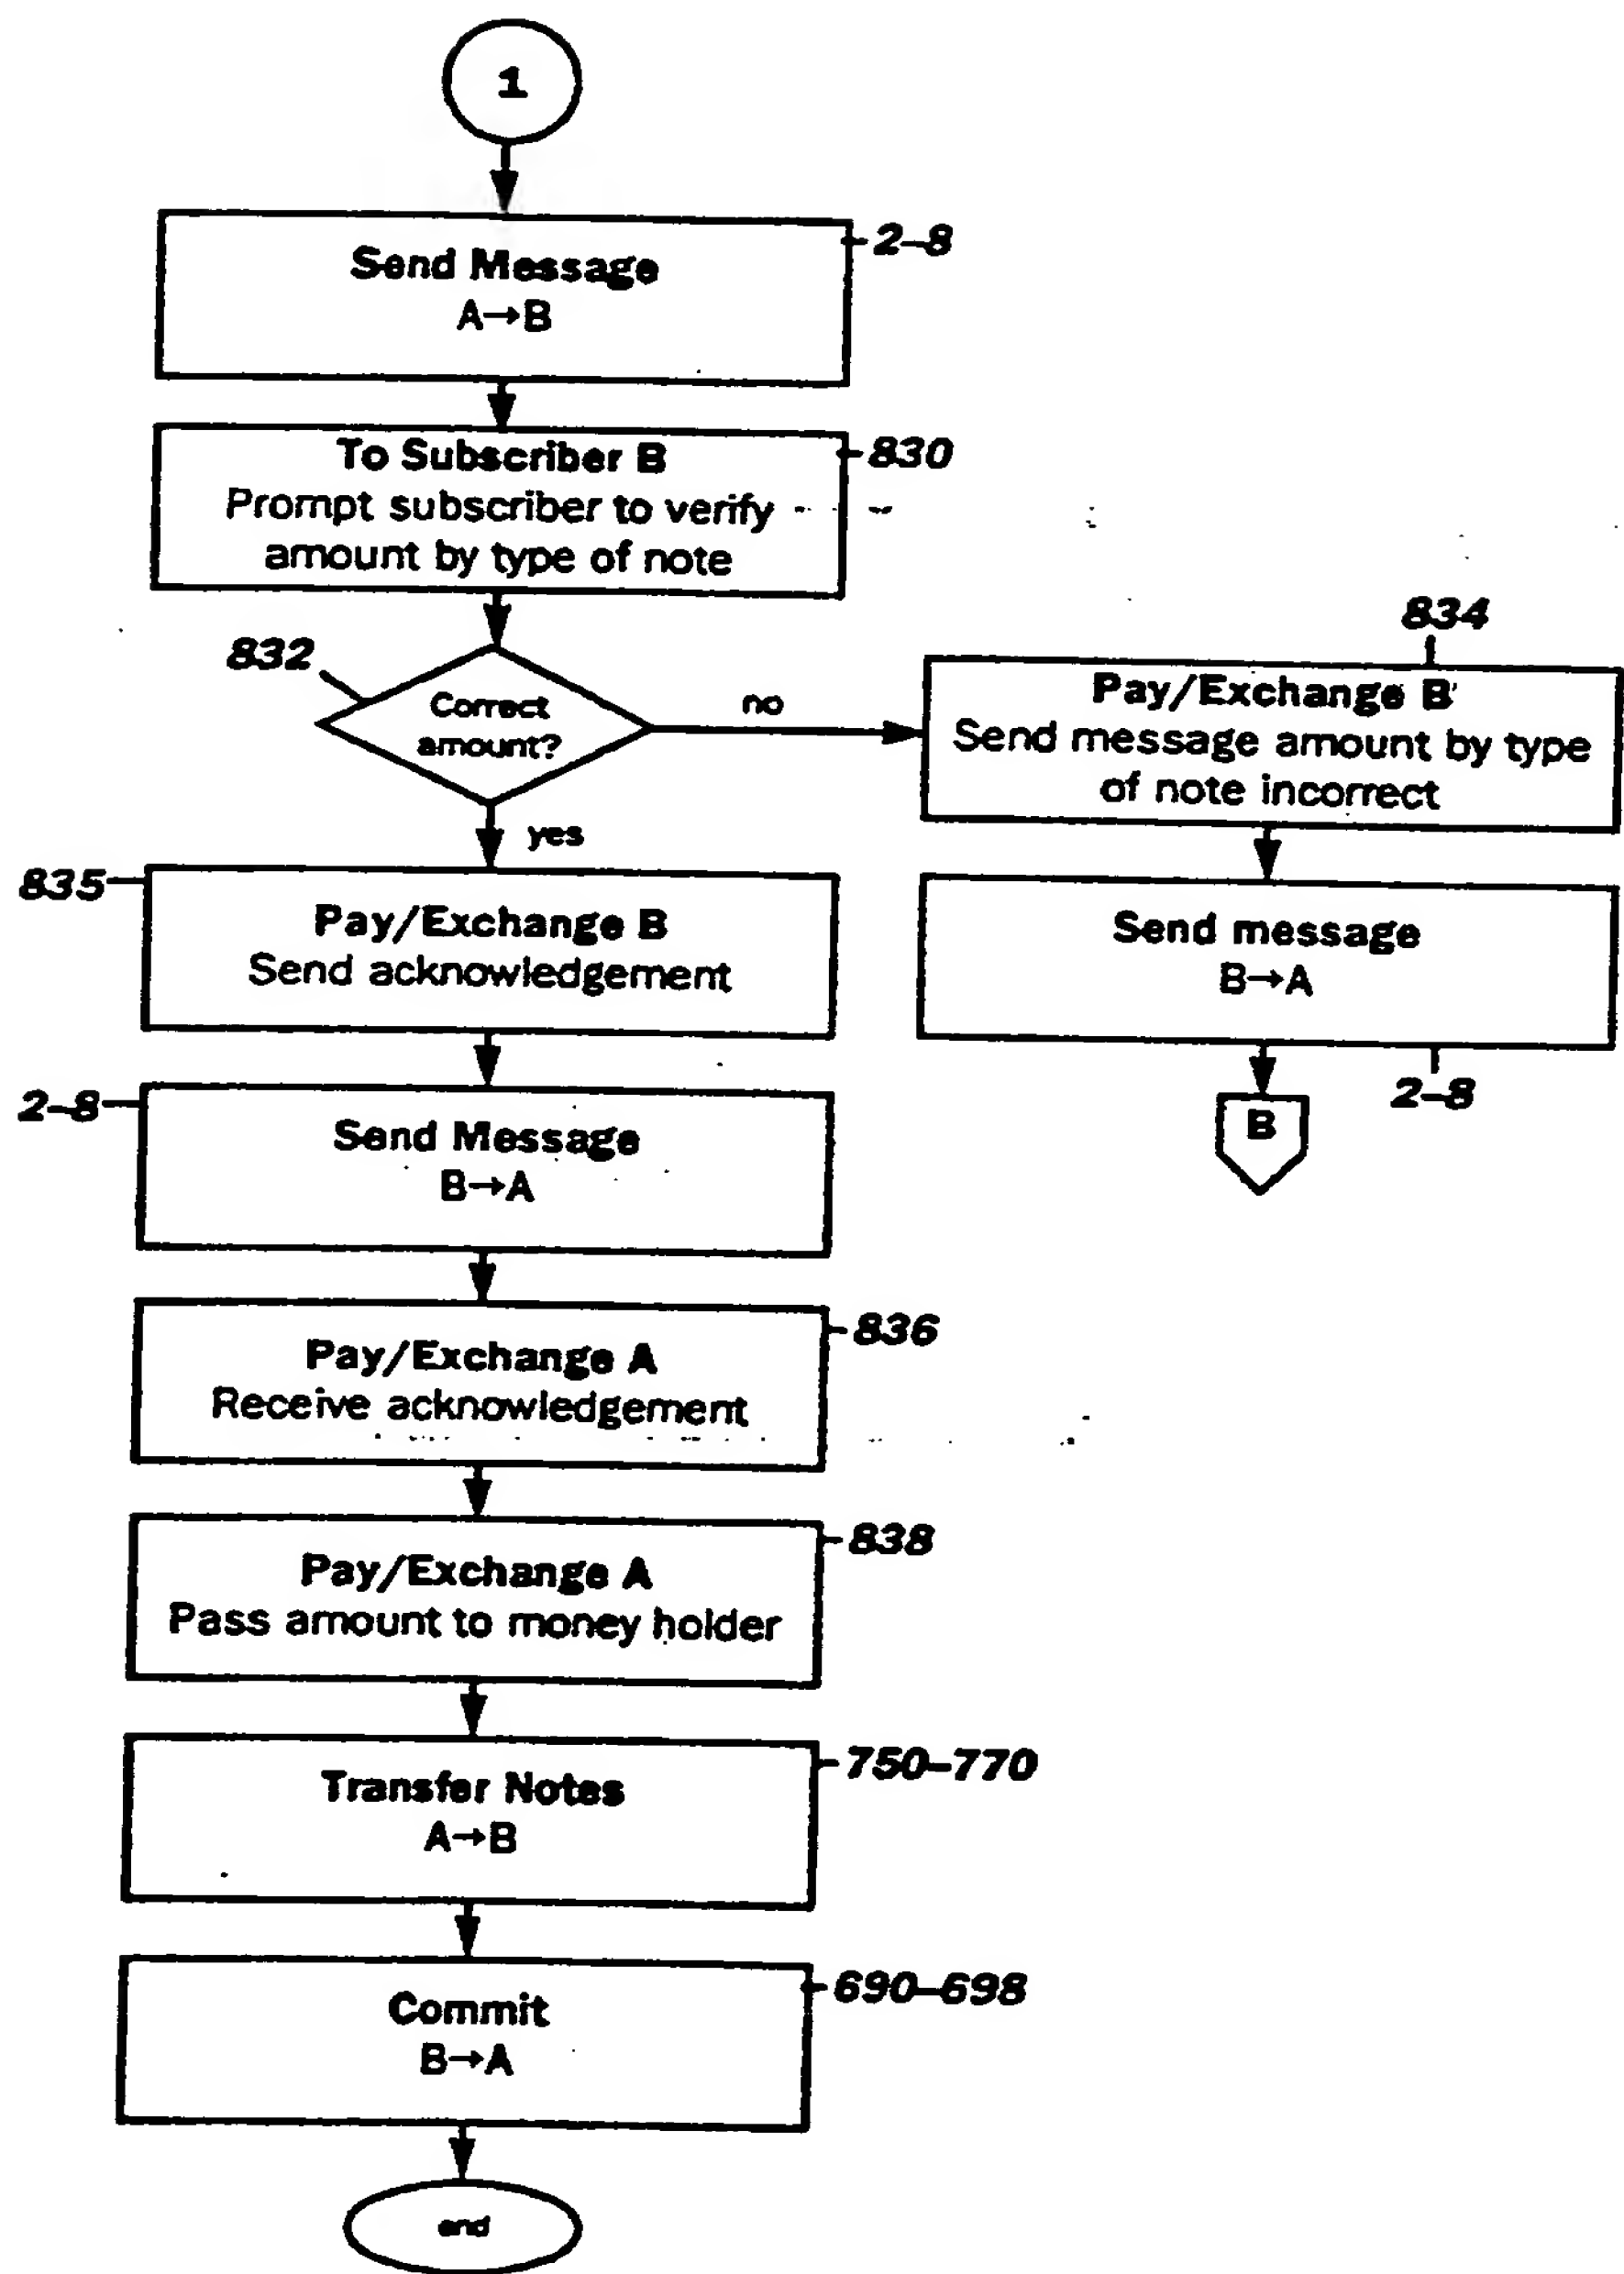 1
Send Message
A→B
2–8
To Subscriber B
Prompt subscriber to verify
amount by type of note
830
832
Correct
amount?
no
yes
834
Pay/Exchange B
Send message amount by type
of note incorrect
Send message
B→A
2–8
B
835
Pay/Exchange B
Send acknowledgement
2–8
Send Message
B→A
Pay/Exchange A
Receive acknowledgement
836
Pay/Exchange A
Pass amount to money holder
838
Transfer Notes
A→B
750–770
Commit
B→A
690–698
end